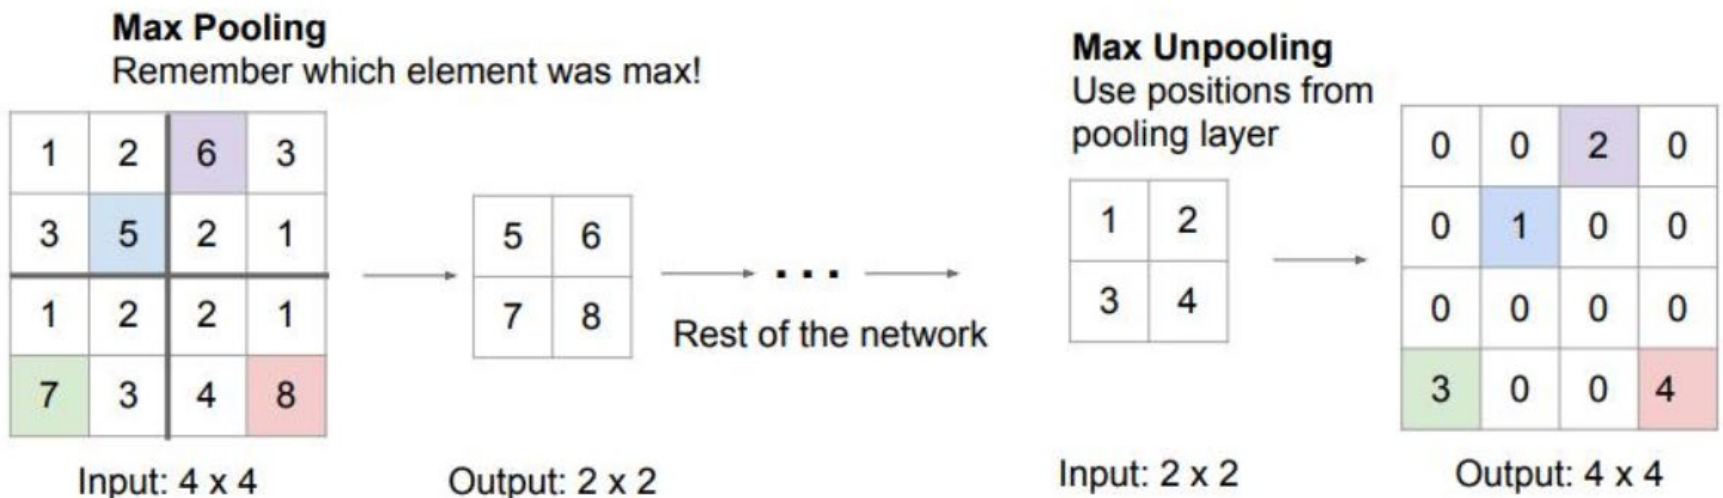 Max Pooling
Remember which element was max!
1 2 6 3
3 5 2 1
1 2 2 1
7 3 4 8
Input: 4 x 4
5 6
7 8
Output: 2 x 2
...
Rest of the network
Max Unpooling
Use positions from
pooling layer
1 2
3 4
Input: 2 x 2
0 0 2 0
0 1 0 0
0 0 0 0
3 0 0 4
Output: 4 x 4